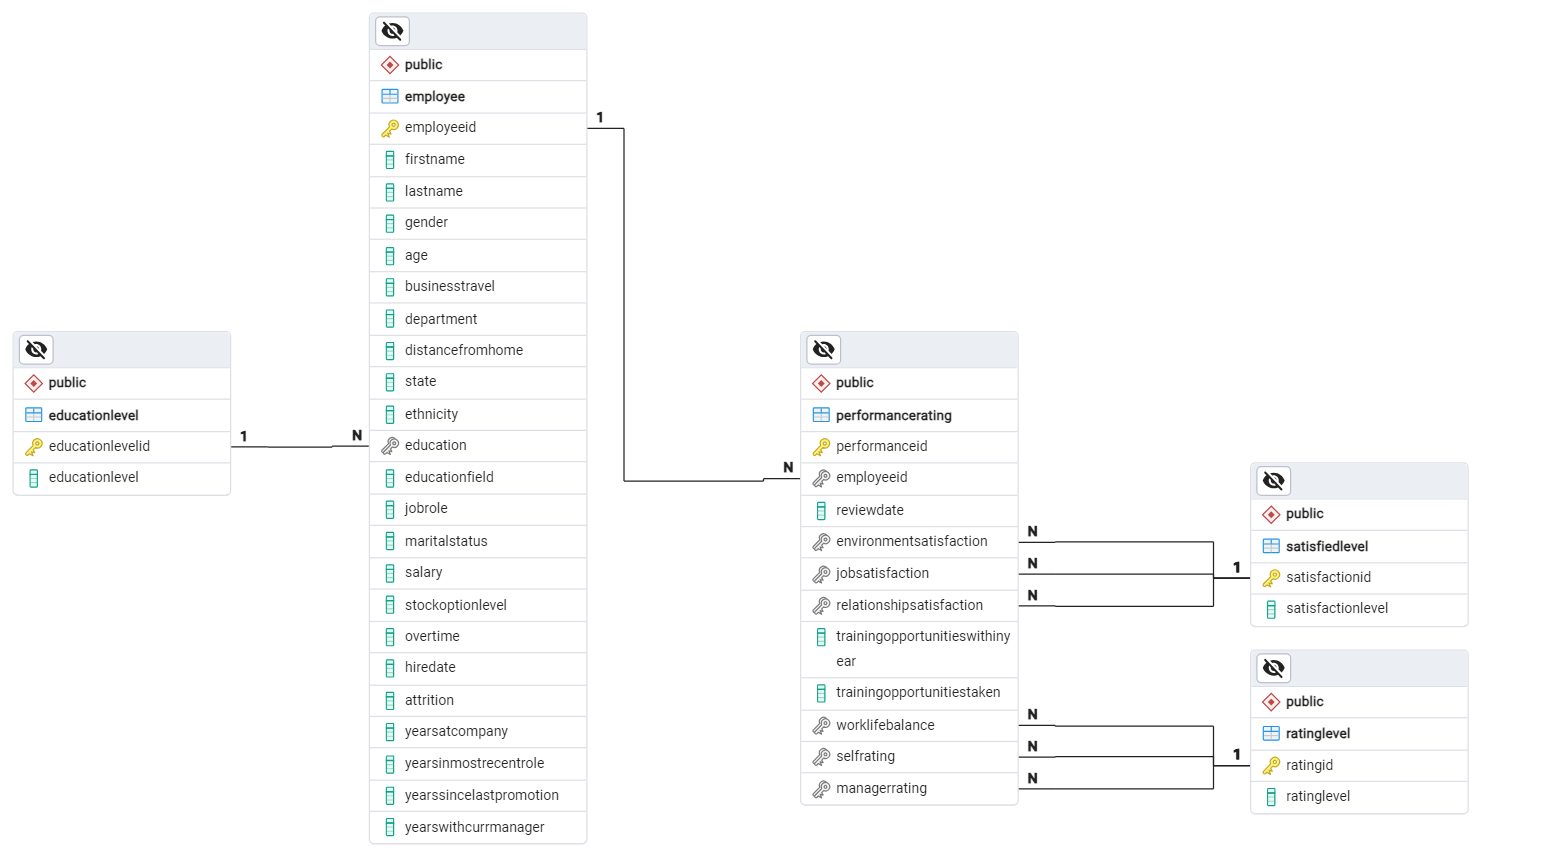 public
employee
employeeid
firstname
lastname
gender
age
businesstravel
department
distancefromhome
state
ethnicity
education
educationfield
jobrole
maritalstatus
salary
stockoptionlevel
overtime
hiredate
attrition
yearsatcompany
yearsinmostrecentrole
yearssincelastpromotion
yearswithcurrmanager
public
educationlevel
educationlevelid
educationlevel
1
N
1
N
public
performancerating
performanceid
employeeid
reviewdate
environmentsatisfaction
jobsatisfaction
relationshipsatisfaction
trainingopportunitieswithiny
ear
trainingopportunitiestaken
worklifebalance
selfrating
managerrating
N
N
N
1
N
N
N
1
public
satisfiedlevel
satisfactionid
satisfactionlevel
public
ratinglevel
ratingid
ratinglevel